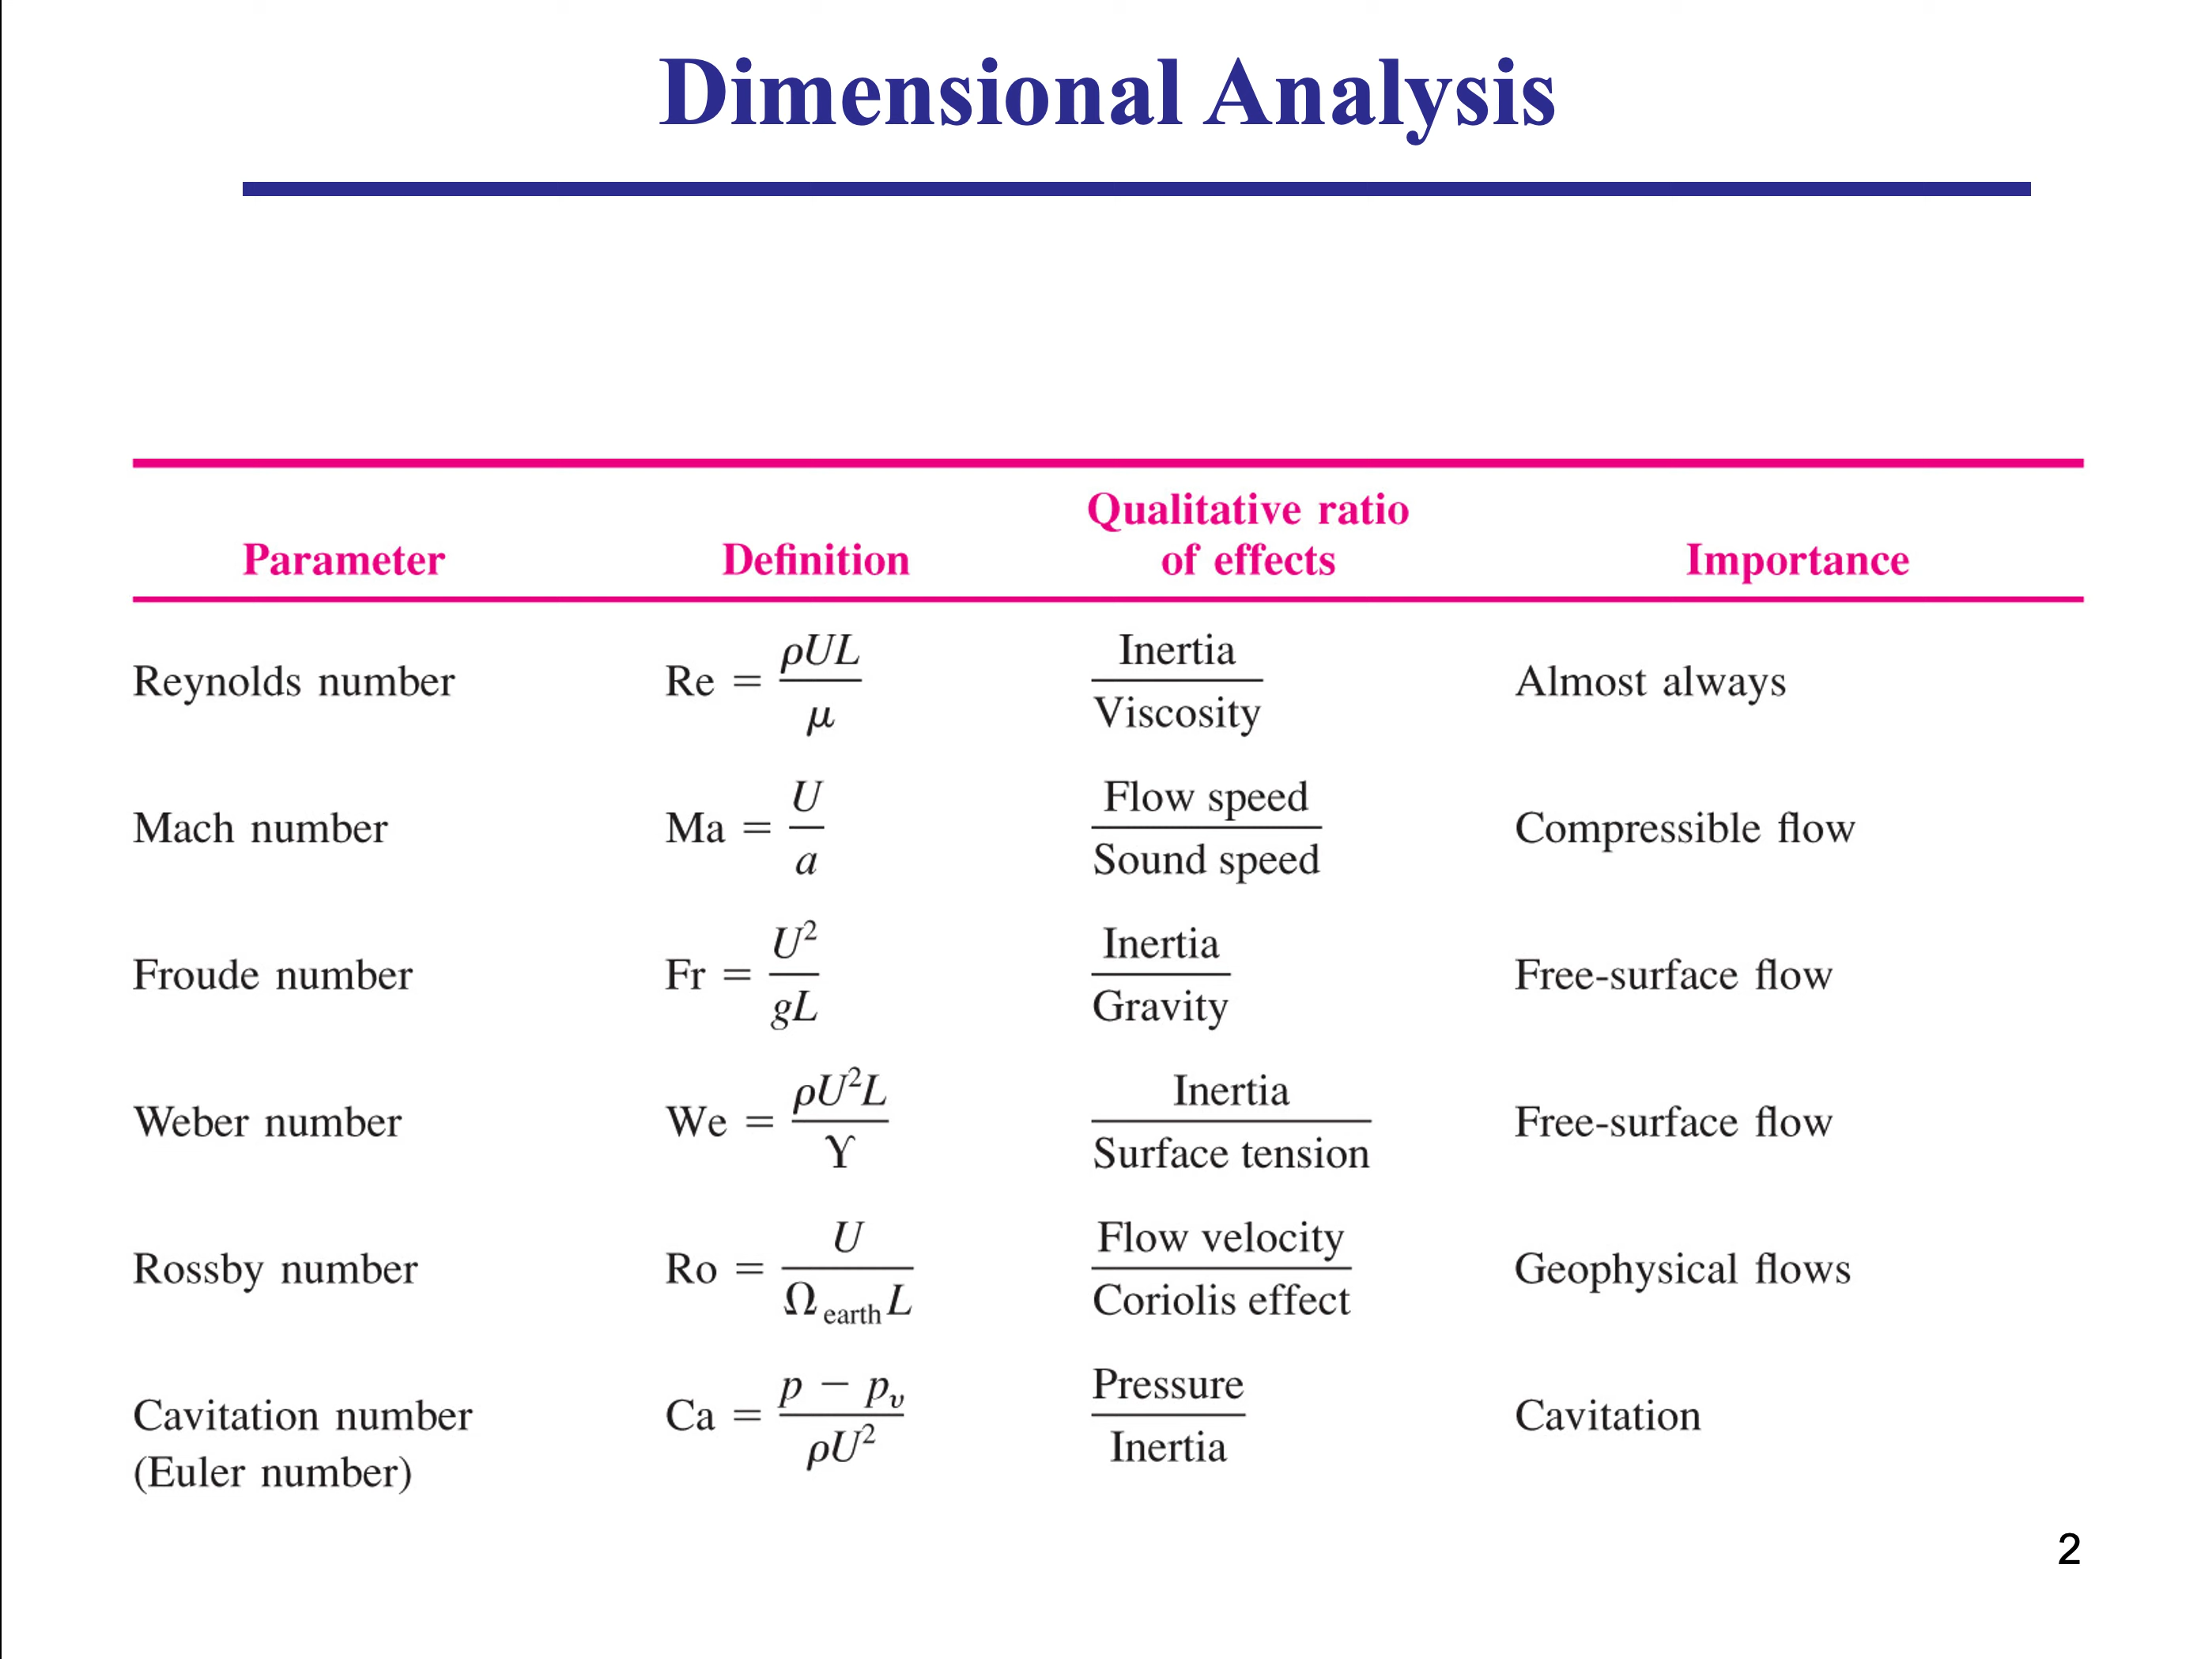 Dimensional Analysis
Parameter Definition Qualitative ratio of effects Importance
Reynolds number Re = ρUL/μ Inertia/Viscosity Almost always
Mach number Ma = U/a Flow speed/Sound speed Compressible flow
Froude number Fr = U²/gL Inertia/Gravity Free-surface flow
Weber number We = ρU²L/ϒ Inertia/Surface tension Free-surface flow
Rossby number Ro = U/Ω_earth L Flow velocity/Coriolis effect Geophysical flows
Cavitation number Ca = p − p_v/ρU² Pressure/Inertia Cavitation
(Euler number)
2